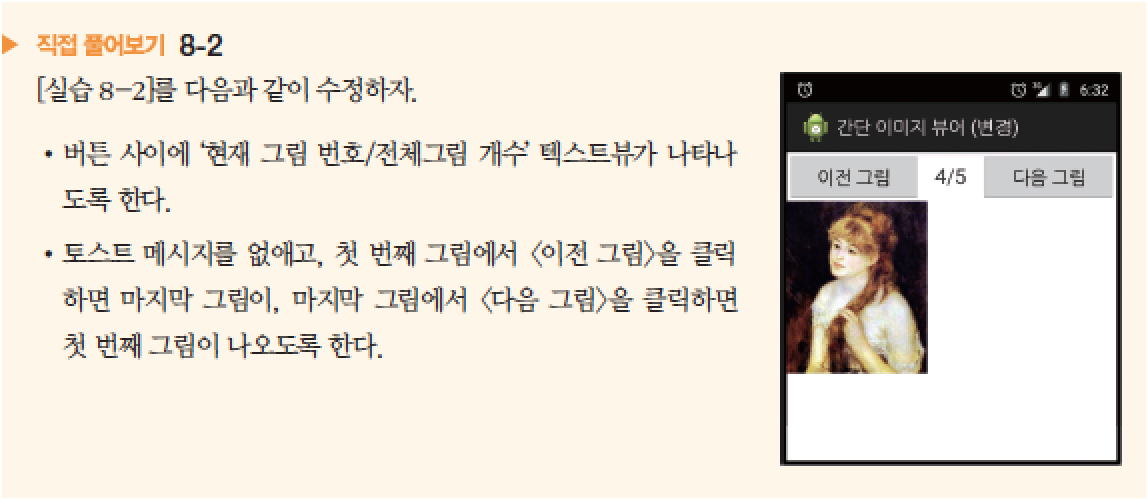 ▶ 직접 풀어보기 8-2
[실습 8-2]를 다음과 같이 수정하자.
• 버튼 사이에 ‘현재 그림 번호/전체그림 개수’ 텍스트뷰가 나타나
도록 한다.
• 토스트 메시지를 없애고, 첫 번째 그림에서 〈이전 그림〉을 클릭
하면 마지막 그림이, 마지막 그림에서 〈다음 그림〉을 클릭하면
첫 번째 그림이 나오도록 한다.
3G 6:32
간단 이미지 뷰어 (변경)
이전 그림 4/5 다음 그림